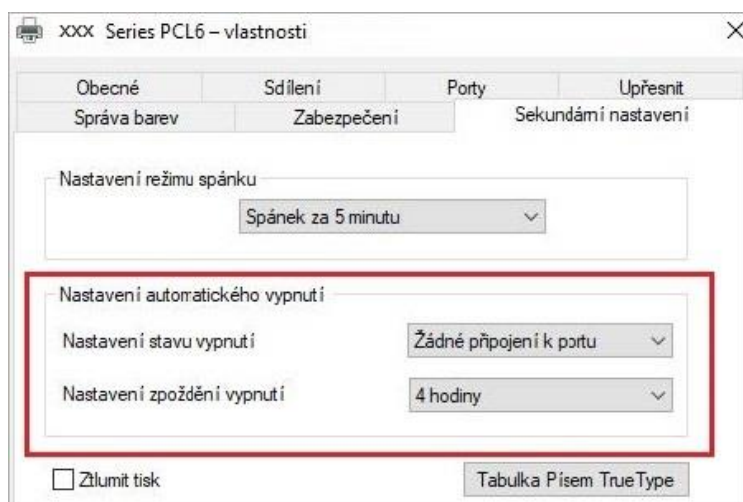 XXX Series PCL6 – vlastnosti
Obecné Sdílení Porty Upřesnit
Správa barev Zabezpečení Sekundární nastavení
Nastavení režimu spánku
Spánek za 5 minutu
Nastavení automatického vypnutí
Nastavení stavu vypnutí Žádné připojení k portu
Nastavení zpoždění vypnutí 4 hodiny
Ztlumit tisk Tabulka Písem TrueType